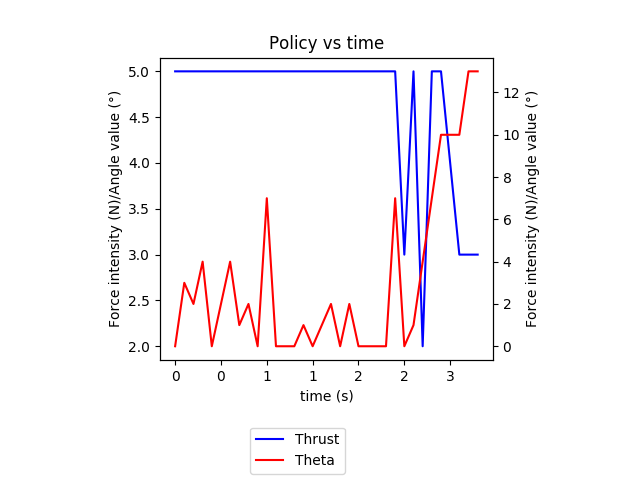 Policy vs time
5.0
4.5
4.0
3.5
3.0
2.5
2.0
Force intensity (N)/Angle value (°)
12
10
8
6
4
2
0
Force intensity (N)/Angle value (°)
0 0 1 1 2 2 3
time (s)
Thrust
Theta